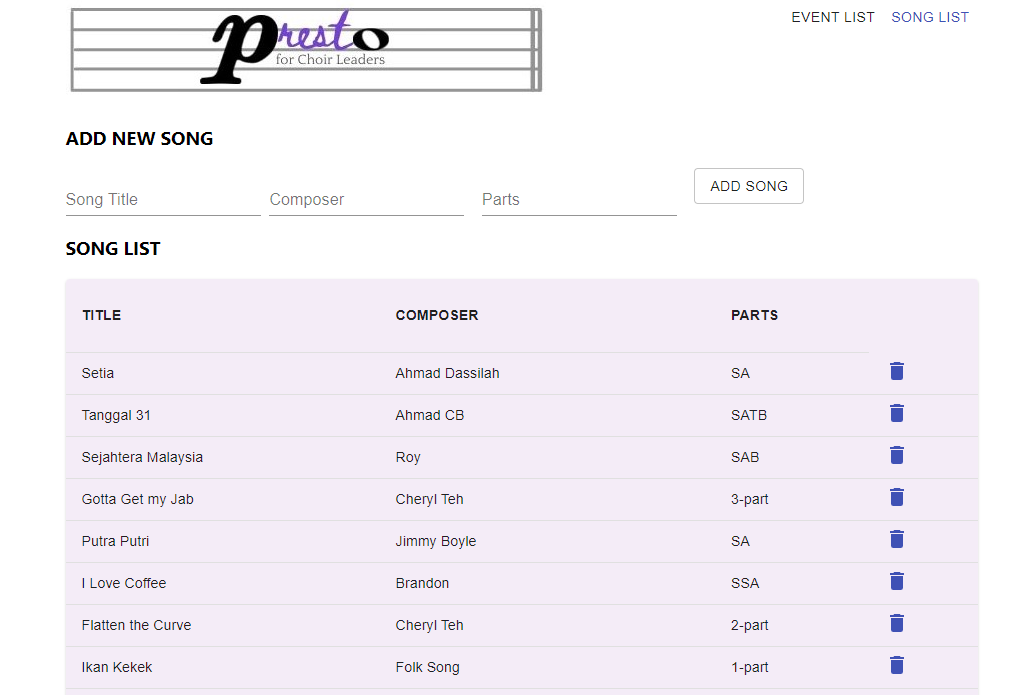 Presto
for Choir Leaders
EVENT LIST SONG LIST
ADD NEW SONG
Song Title Composer Parts ADD SONG
SONG LIST
TITLE COMPOSER PARTS
Setia Ahmad Dassilah SA
Tanggal 31 Ahmad CB SATB
Sejahtera Malaysia Roy SAB
Gotta Get my Jab Cheryl Teh 3-part
Putra Putri Jimmy Boyle SA
I Love Coffee Brandon SSA
Flatten the Curve Cheryl Teh 2-part
Ikan Kekek Folk Song 1-part